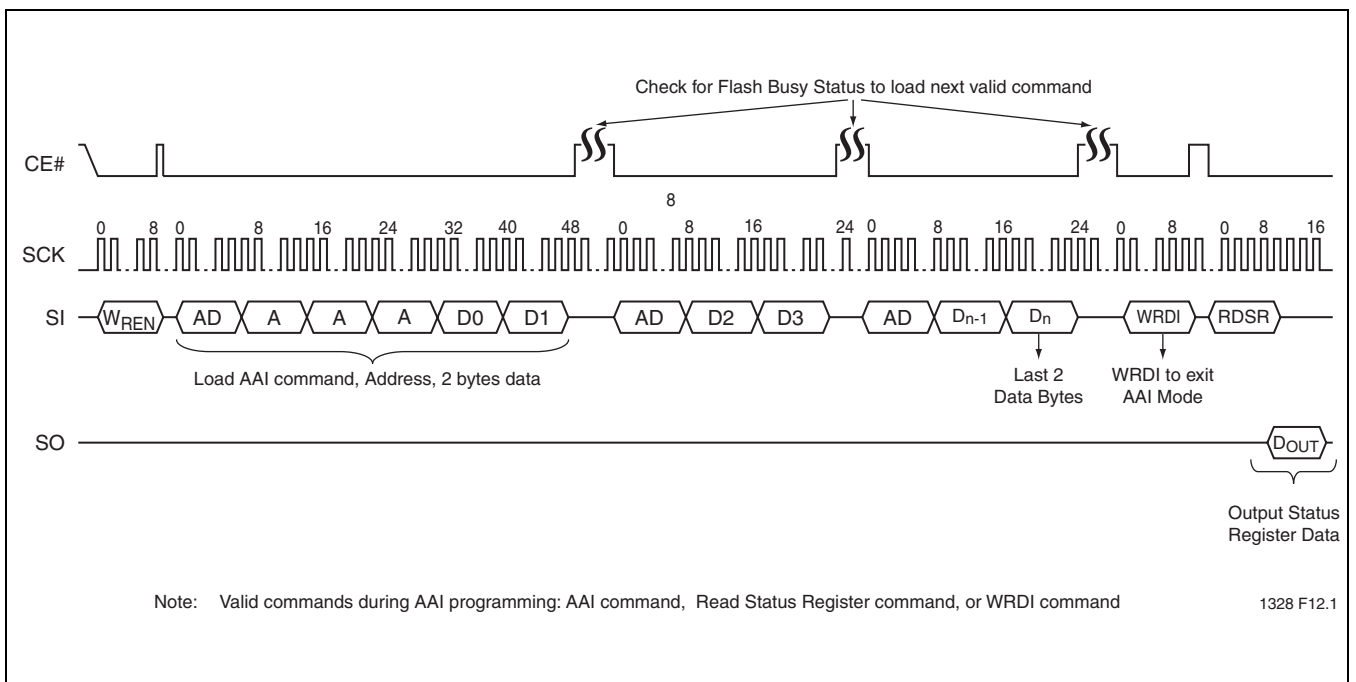 Check for Flash Busy Status to load next valid command
CE#
8
0 8 0 8 16 24 32 40 48 0 8 16 24 0 8 16 24 0 8 0 8 16
SCK
SI WREN AD A A A D0 D1 AD D2 D3 AD Dn-1 Dn WRDI RDSR
Load AAI command, Address, 2 bytes data
Last 2
Data Bytes
WRDI to exit
AAI Mode
SO DOUT
Output Status
Register Data
Note: Valid commands during AAI programming: AAI command, Read Status Register command, or WRDI command
1328 F12.1